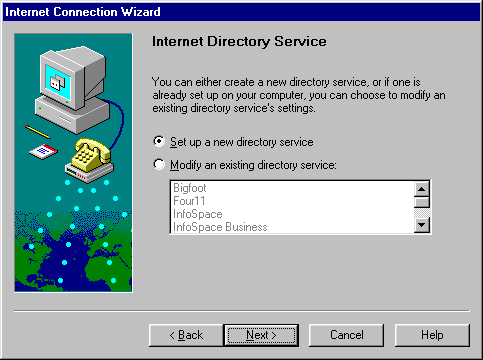 Internet Connection Wizard
Internet Directory Service
You can either create a new directory service, or if one is
already set up on your computer, you can choose to modify an
existing directory service's settings.
Set up a new directory service
Modify an existing directory service:
Bigfoot
Four11
InfoSpace
InfoSpace Business
< Back
Next >
Cancel
Help